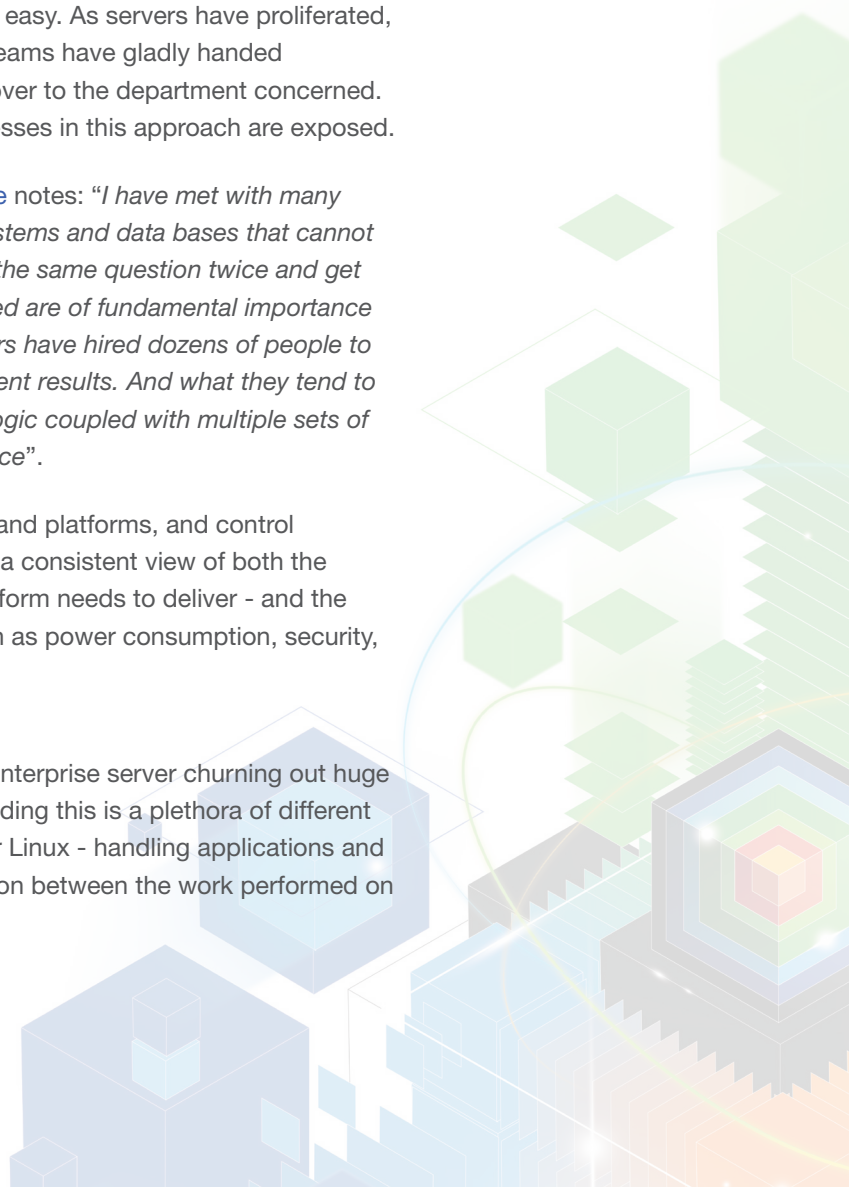 easy. As servers have proliferated,
eams have gladly handed
ver to the department concerned.
sses in this approach are exposed.
e notes: “I have met with many
stems and data bases that cannot
the same question twice and get
ed are of fundamental importance
rs have hired dozens of people to
ent results. And what they tend to
ogic coupled with multiple sets of
ce”.
and platforms, and control
a consistent view of both the
form needs to deliver - and the
h as power consumption, security,
nterprise server churning out huge
ding this is a plethora of different
r Linux - handling applications and
on between the work performed on